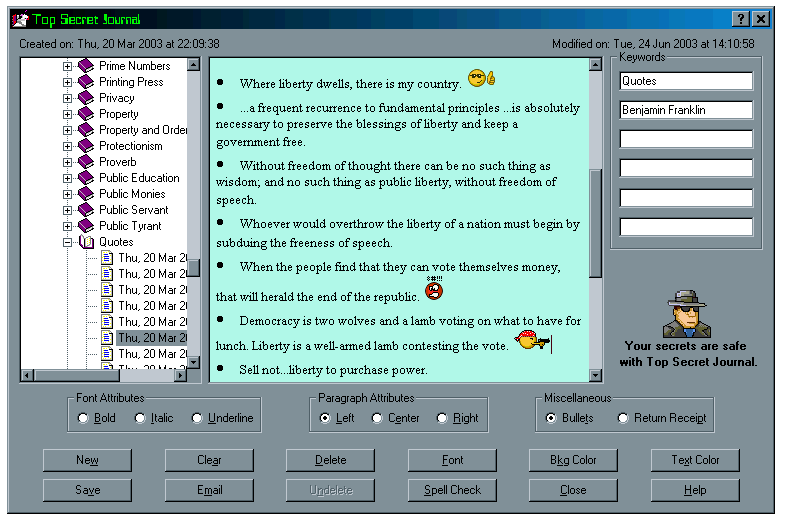 Top Secret Journal
Created on: Thu, 20 Mar 2003 at 22:09:38
Modified on: Tue, 24 Jun 2003 at 14:10:58
Prime Numbers
Printing Press
Privacy
Property
Property and Order
Protectionism
Proverb
Public Education
Public Monies
Public Servant
Public Tyrant
Quotes
Thu, 20 Mar 20
Thu, 20 Mar 20
Thu, 20 Mar 20
Thu, 20 Mar 20
Thu, 20 Mar 20
Thu, 20 Mar 20
Thu, 20 Mar 20
Thu, 20 Mar 20
• Where liberty dwells, there is my country.
• ...a frequent recurrence to fundamental principles ...is absolutely
necessary to preserve the blessings of liberty and keep a
government free.
• Without freedom of thought there can be no such thing as
wisdom; and no such thing as public liberty, without freedom of
speech.
• Whoever would overthrow the liberty of a nation must begin by
subduing the freeness of speech.
• When the people find that they can vote themselves money,
$#!!!
that will herald the end of the republic.
• Democracy is two wolves and a lamb voting on what to have for
lunch. Liberty is a well-armed lamb contesting the vote.
• Sell not...liberty to purchase power.
Keywords
Quotes
Benjamin Franklin
Your secrets are safe
with Top Secret Journal.
Font Attributes
Bold Italic Underline
Paragraph Attributes
Left Center Right
Miscellaneous
Bullets Return Receipt
New Clear Delete Font Bkg Color Text Color
Save Email Undelete Spell Check Close Help